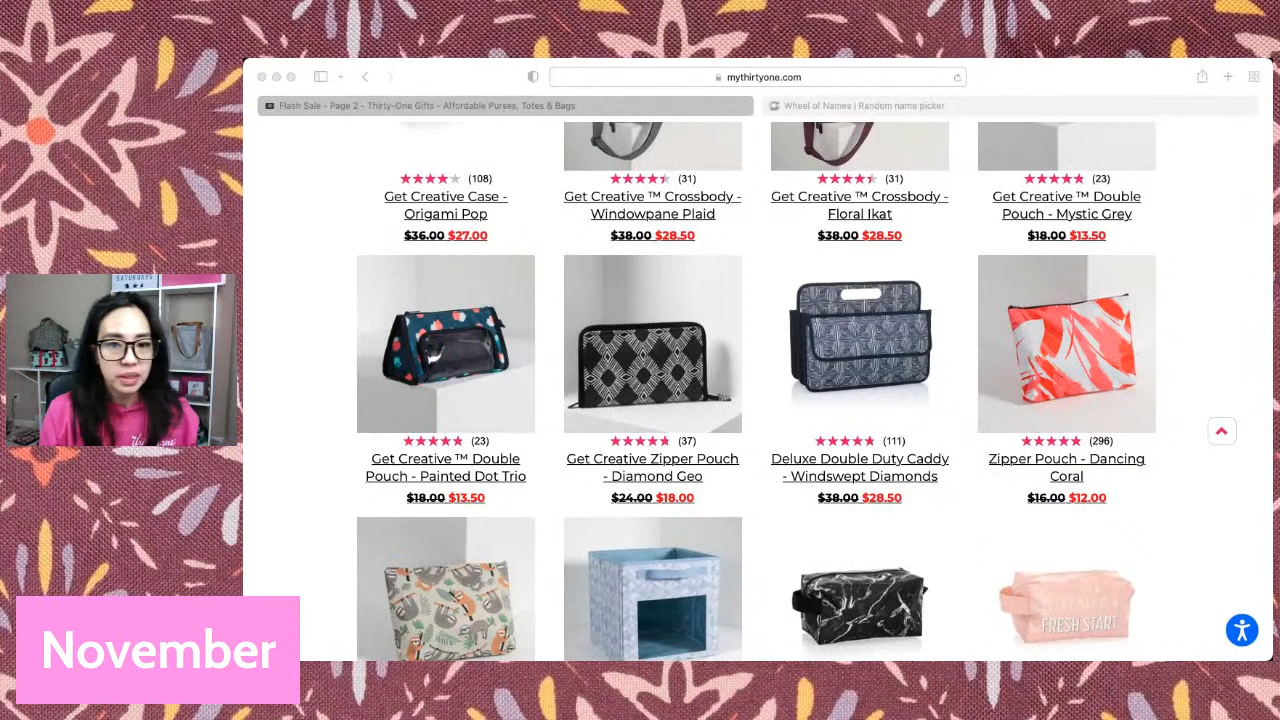 mythirtyone.com
Flash Sale - Page 2 - Thirty-One Gifts - Affordable Purses, Totes & Bags
Wheel of Names | Random name picker
(108)
(31)
(31)
(23)
Get Creative Case -
Origami Pop
$36.00 $27.00
Get Creative ™ Crossbody -
Windowpane Plaid
$38.00 $28.50
Get Creative ™ Crossbody -
Floral Ikat
$38.00 $28.50
Get Creative ™ Double
Pouch - Mystic Grey
$18.00 $13.50
SATURDAYS
(23)
(37)
(111)
(296)
Get Creative ™ Double
Pouch - Painted Dot Trio
$18.00 $13.50
Get Creative Zipper Pouch
- Diamond Geo
$24.00 $18.00
Deluxe Double Duty Caddy
- Windswept Diamonds
$38.00 $28.50
Zipper Pouch - Dancing
Coral
$16.00 $12.00
FRESH START
November